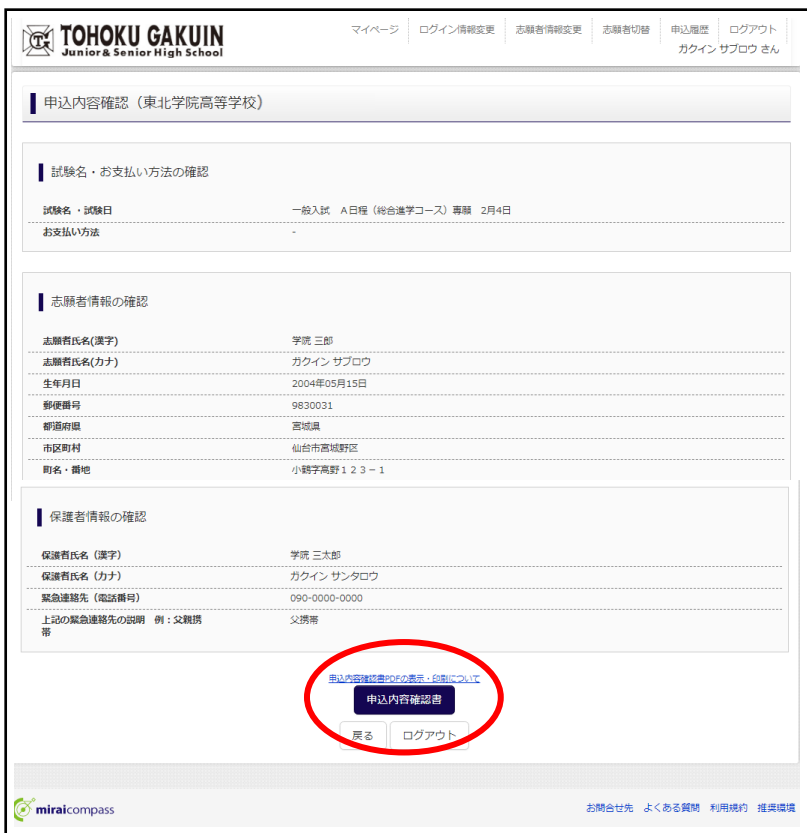 TOHOKU GAKUIN
Junior & Senior High School
マイページ ログイン情報変更 志願者情報変更 志願者切替 申込履歴 ログアウト
ガクイン サブロウ さん
申込内容確認（東北学院高等学校）
試験名・お支払い方法の確認
試験名 ・試験日 一般入試 A日程（総合進学コース）専願 2月4日
お支払い方法 -
志願者情報の確認
志願者氏名(漢字) 学院 三郎
志願者氏名(カナ) ガクイン サブロウ
生年月日 2004年05月15日
郵便番号 9830031
都道府県 宮城県
市区町村 仙台市宮城野区
町名・番地 小鶴字高野１２３－１
保護者情報の確認
保護者氏名（漢字） 学院 三太郎
保護者氏名（カナ） ガクイン サンタロウ
緊急連絡先（電話番号） 090-0000-0000
上記の緊急連絡先の説明 例：父親携 父携帯
帯
申込内容確認書PDFの表示・印刷について
申込内容確認書
戻る ログアウト
miraicompass お問合せ先 よくある質問 利用規約 推奨環境